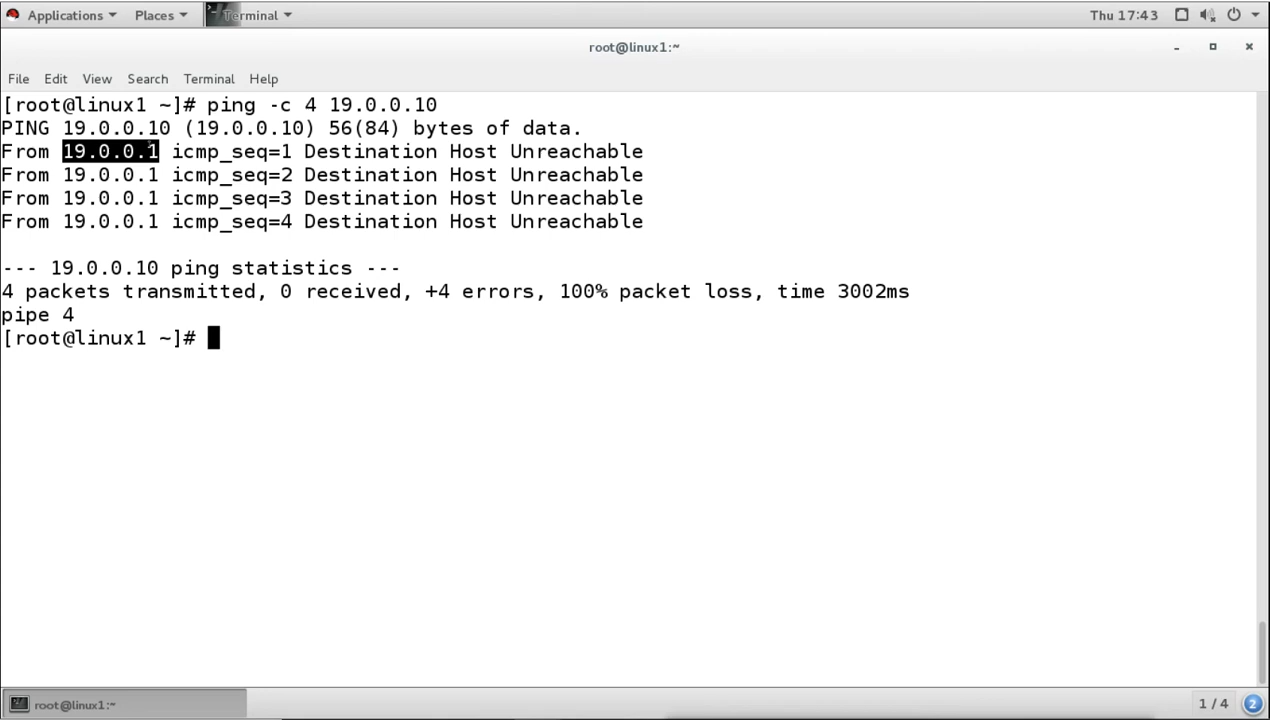 Applications Places Terminal Thu 17:43
root@linux1:~
File Edit View Search Terminal Help
[root@linux1 ~]# ping -c 4 19.0.0.10
PING 19.0.0.10 (19.0.0.10) 56(84) bytes of data.
From 19.0.0.1 icmp_seq=1 Destination Host Unreachable
From 19.0.0.1 icmp_seq=2 Destination Host Unreachable
From 19.0.0.1 icmp_seq=3 Destination Host Unreachable
From 19.0.0.1 icmp_seq=4 Destination Host Unreachable
--- 19.0.0.10 ping statistics ---
4 packets transmitted, 0 received, +4 errors, 100% packet loss, time 3002ms
pipe 4
[root@linux1 ~]#
root@linux1:~ 1 / 4 2